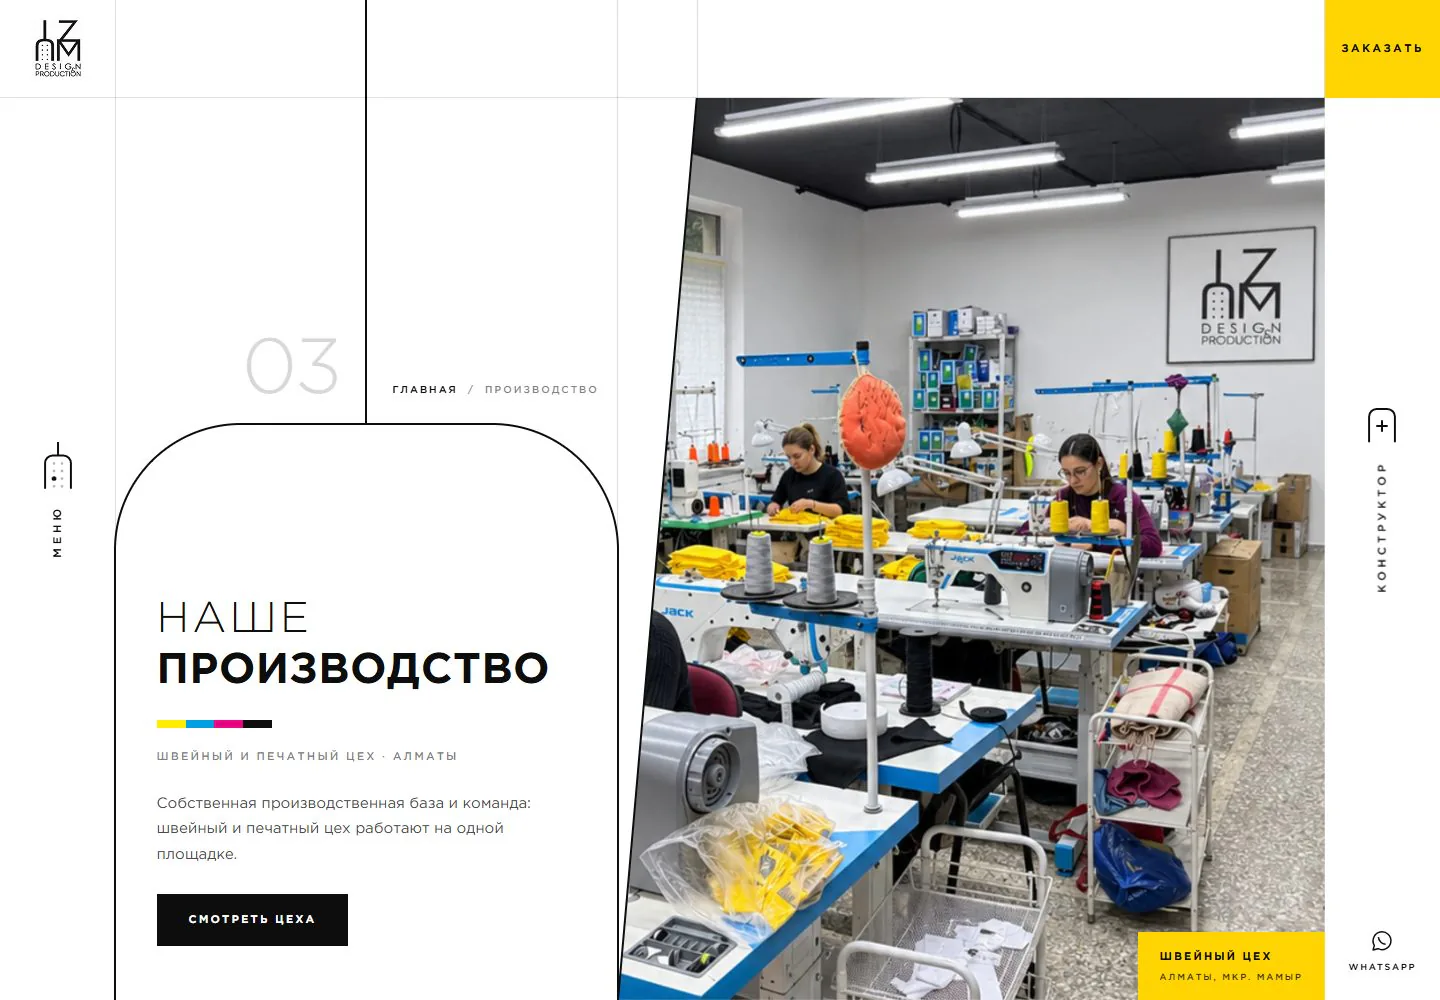 IZUM
DESIGN
&
PRODUCTION
ЗАКАЗАТЬ
03
ГЛАВНАЯ / ПРОИЗВОДСТВО
МЕНЮ
НАШЕ
ПРОИЗВОДСТВО
ШВЕЙНЫЙ И ПЕЧАТНЫЙ ЦЕХ · АЛМАТЫ
Собственная производственная база и команда:
швейный и печатный цех работают на одной
площадке.
СМОТРЕТЬ ЦЕХА
DESIGN
&
PRODUCTION
JACK
JACK
ШВЕЙНЫЙ ЦЕХ
АЛМАТЫ, МКР. МАМЫР
КОНСТРУКТОР
WHATSAPP